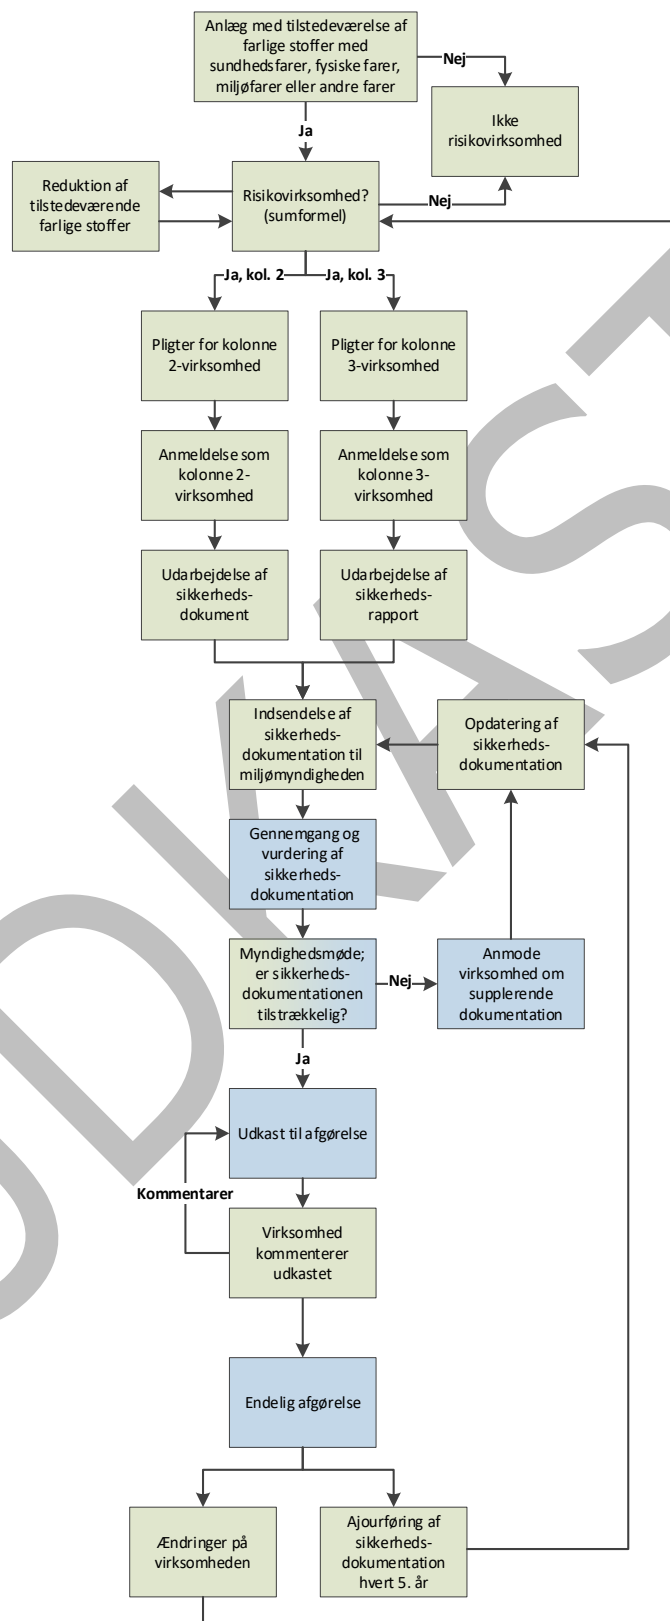 Anlæg med tilstedeværelse af
farlige stoffer med
sundhedsfarer, fysiske farer,
miljøfarer eller andre farer
Nej
Ikke
risikovirksomhed
Ja
Reduktion af
tilstedeværende
farlige stoffer
Risikovirksomhed?
(sumformel)
Nej
Ja, kol. 2
Ja, kol. 3
Pligter for kolonne
2-virksomhed
Pligter for kolonne
3-virksomhed
Anmeldelse som
kolonne 2-
virksomhed
Anmeldelse som
kolonne 3-
virksomhed
Udarbejdelse af
sikkerheds-
dokument
Udarbejdelse af
sikkerheds-
rapport
Indsendelse af
sikkerheds-
dokumentation til
miljømyndigheden
Opdatering af
sikkerheds-
dokumentation
Gennemgang og
vurdering af
sikkerheds-
dokumentation
Myndighedsmøde;
er sikkerheds-
dokumentationen
tilstrækkelig?
Nej
Anmode
virksomhed om
supplerende
dokumentation
Ja
Udkast til afgørelse
Kommentarer
Virksomhed
kommenterer
udkastet
Endelig afgørelse
Ændringer på
virksomheden
Ajourføring af
sikkerheds-
dokumentation
hvert 5. år
UDKAST